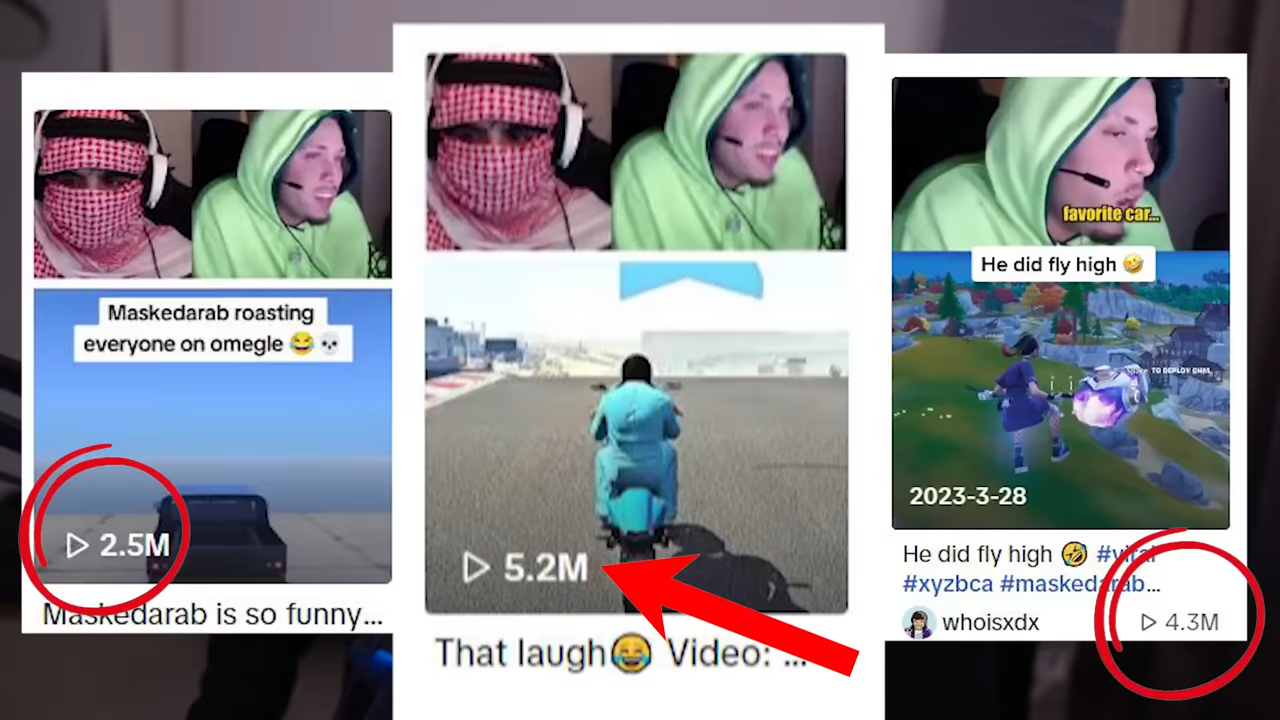 Maskedarab roasting
everyone on omegle 😂 💀
2.5M
Maskedarab is so funny...
5.2M
That laugh😂 Video: ...
favorite car...
He did fly high 🤣
TO DEPLOY
2023-3-28
He did fly high 🤣 #viral
#xyzbca #maskedarab...
whoisxdx
4.3M